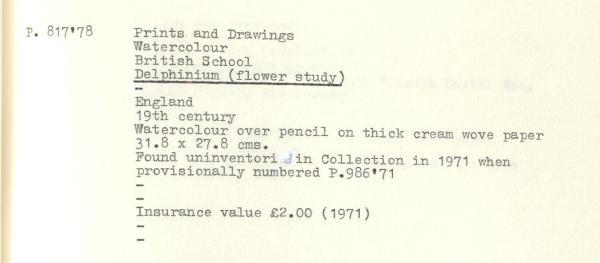 P. 817'78 Prints and Drawings
Watercolour
British School
Delphinium (flower study)
-
England
19th century
Watercolour over pencil on thick cream wove paper
31.8 x 27.8 cms.
Found uninventori d in Collection in 1971 when
provisionally numbered P.986'71
-
-
Insurance value £2.00 (1971)
-
-